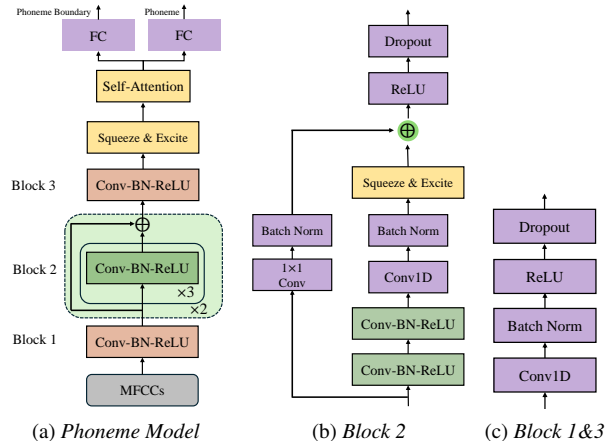 Phoneme Boundary
Phoneme
FC
FC
Self-Attention
Squeeze & Excite
Block 3
Conv-BN-ReLU
⊕
Block 2
Conv-BN-ReLU
×3
×2
Block 1
Conv-BN-ReLU
MFCCs
(a) Phoneme Model
Dropout
ReLU
⊕
Squeeze & Excite
Batch Norm
Batch Norm
1×1
Conv
Conv1D
Conv-BN-ReLU
Conv-BN-ReLU
(b) Block 2
Dropout
ReLU
Batch Norm
Conv1D
(c) Block 1&3